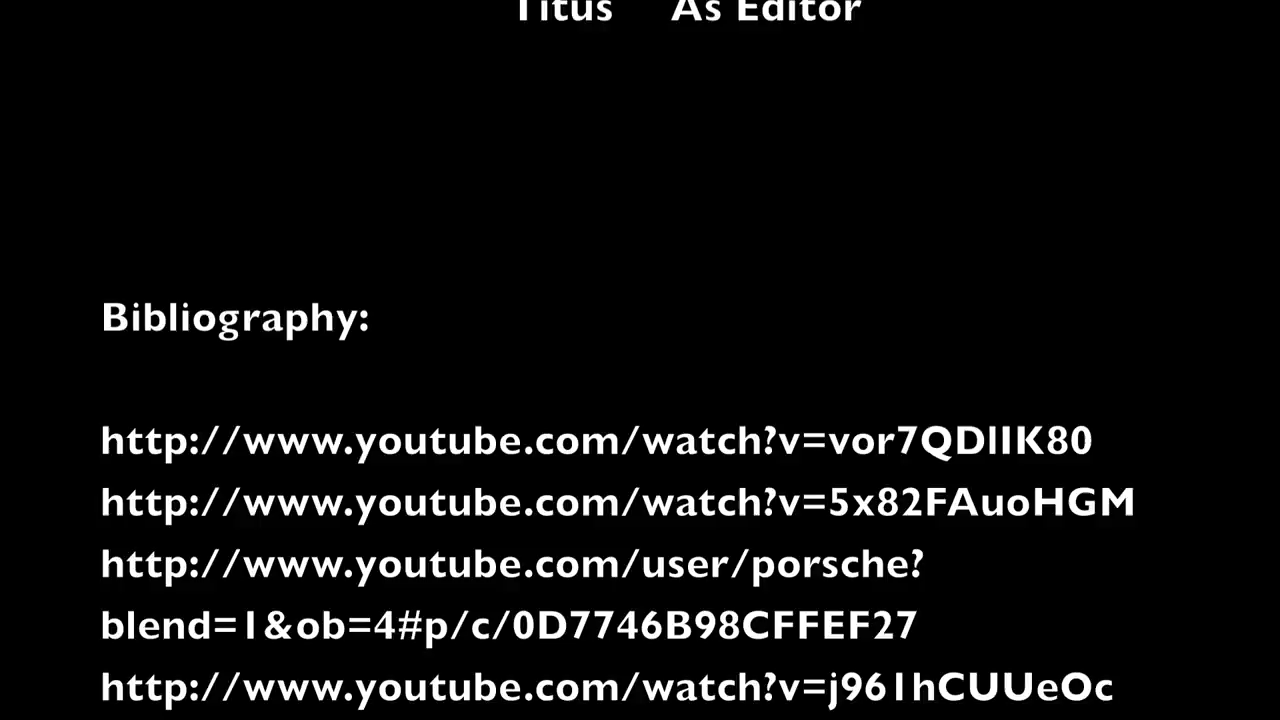 Titus As Editor
Bibliography:
http://www.youtube.com/watch?v=vor7QDlIK80
http://www.youtube.com/watch?v=5x82FAuoHGM
http://www.youtube.com/user/porsche?
blend=1&ob=4#p/c/0D7746B98CFFEF27
http://www.youtube.com/watch?v=j961hCUUeOc